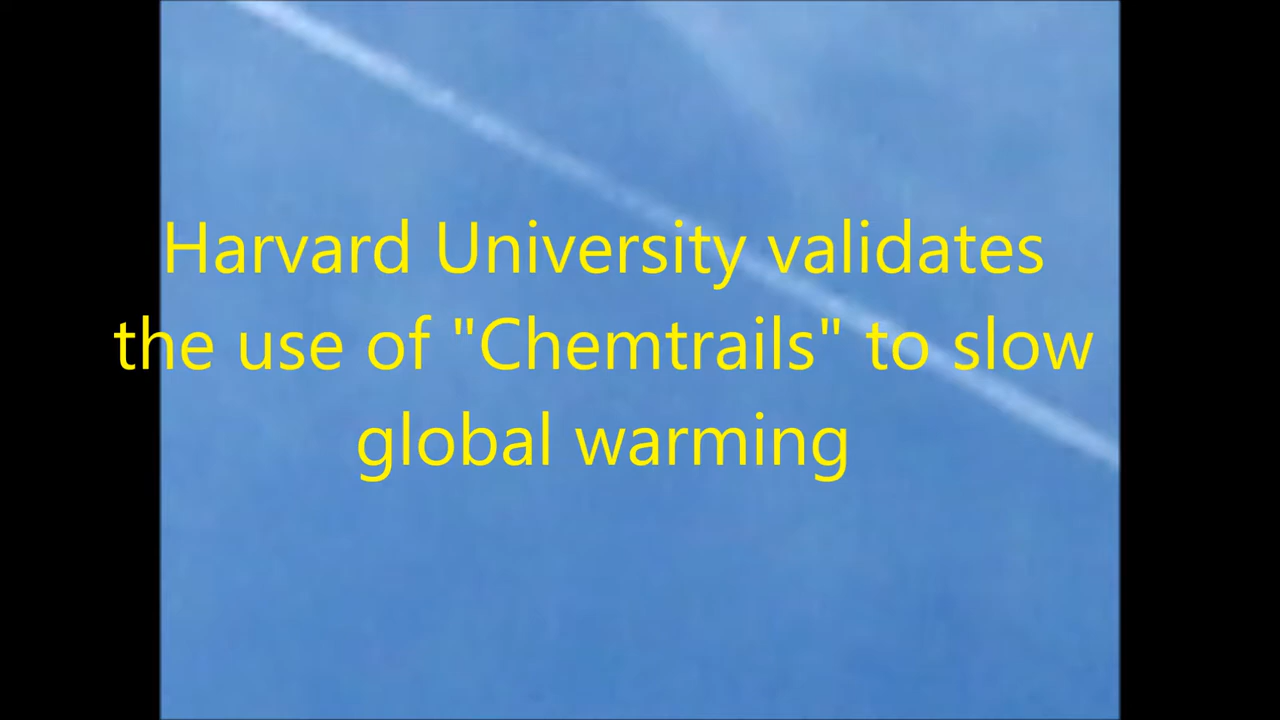 Harvard University validates
the use of "Chemtrails" to slow
global warming